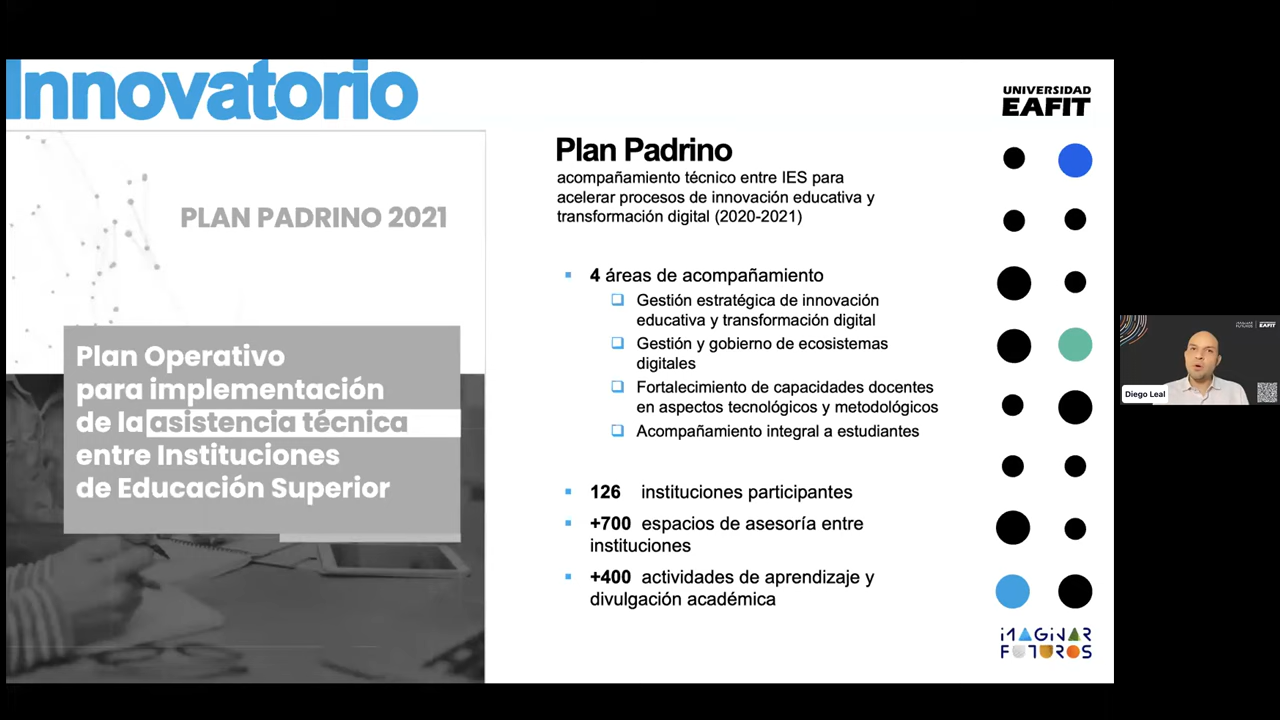 Innovatorio
UNIVERSIDAD
EAFIT
PLAN PADRINO 2021
Plan Operativo
para implementación
de la asistencia técnica
entre Instituciones
de Educación Superior
Plan Padrino
acompañamiento técnico entre IES para
acelerar procesos de innovación educativa y
transformación digital (2020-2021)
4 áreas de acompañamiento
Gestión estratégica de innovación
educativa y transformación digital
Gestión y gobierno de ecosistemas
digitales
Fortalecimiento de capacidades docentes
en aspectos tecnológicos y metodológicos
Acompañamiento integral a estudiantes
126 instituciones participantes
+700 espacios de asesoría entre
instituciones
+400 actividades de aprendizaje y
divulgación académica
IMAGINAR
FUTUROS
IMAGINAR
FUTUROS
UNIVERSIDAD
EAFIT
Diego Leal